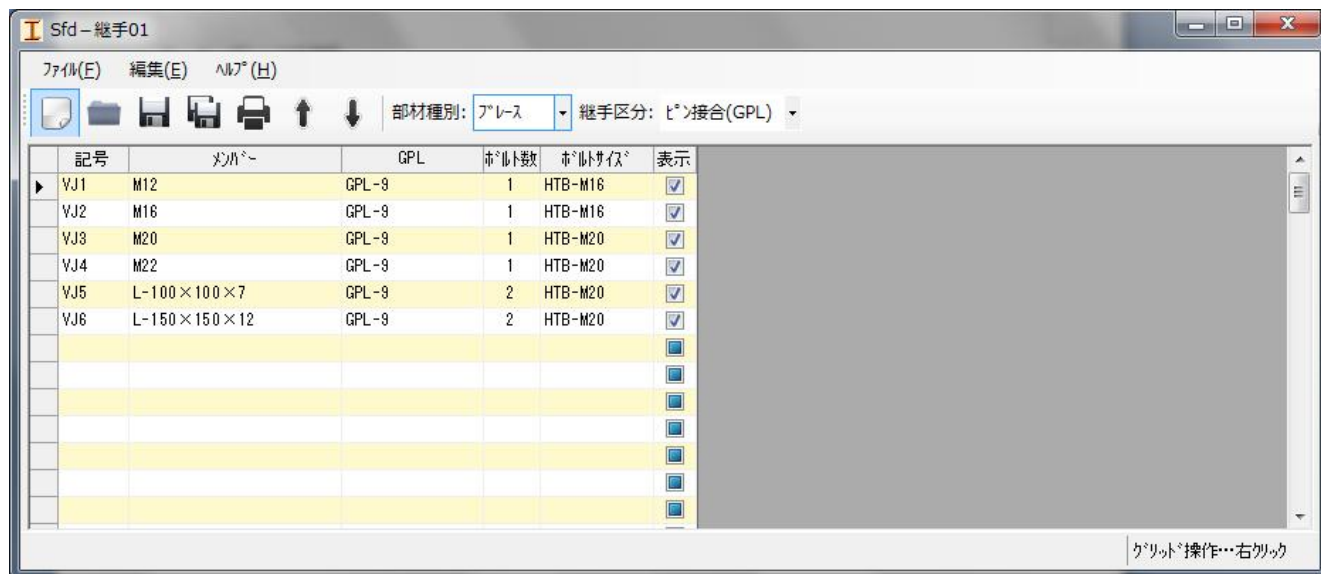 Sfd－継手01
ﾌｧｲﾙ(F) 編集(E) ﾍﾙﾌﾟ(H)
部材種別: ﾌﾞﾚｰｽ 継手区分: ﾋﾟﾝ接合(GPL)
記号 ﾒﾝﾊﾞｰ GPL ﾎﾞﾙﾄ数 ﾎﾞﾙﾄｻｲｽﾞ 表示
VJ1 M12 GPL-9 1 HTB-M16
VJ2 M16 GPL-9 1 HTB-M16
VJ3 M20 GPL-9 1 HTB-M20
VJ4 M22 GPL-9 1 HTB-M20
VJ5 L-100×100×7 GPL-9 2 HTB-M20
VJ6 L-150×150×12 GPL-9 2 HTB-M20
ｸﾞﾘｯﾄﾞ操作…右ｸﾘｯｸ